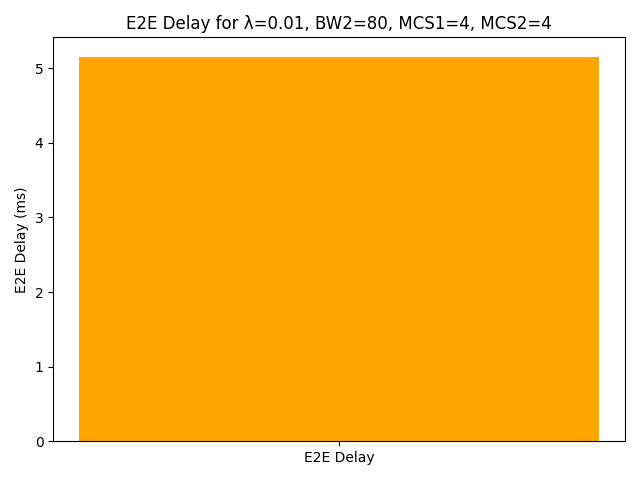 E2E Delay for λ=0.01, BW2=80, MCS1=4, MCS2=4
E2E Delay (ms)
5
4
3
2
1
0
E2E Delay